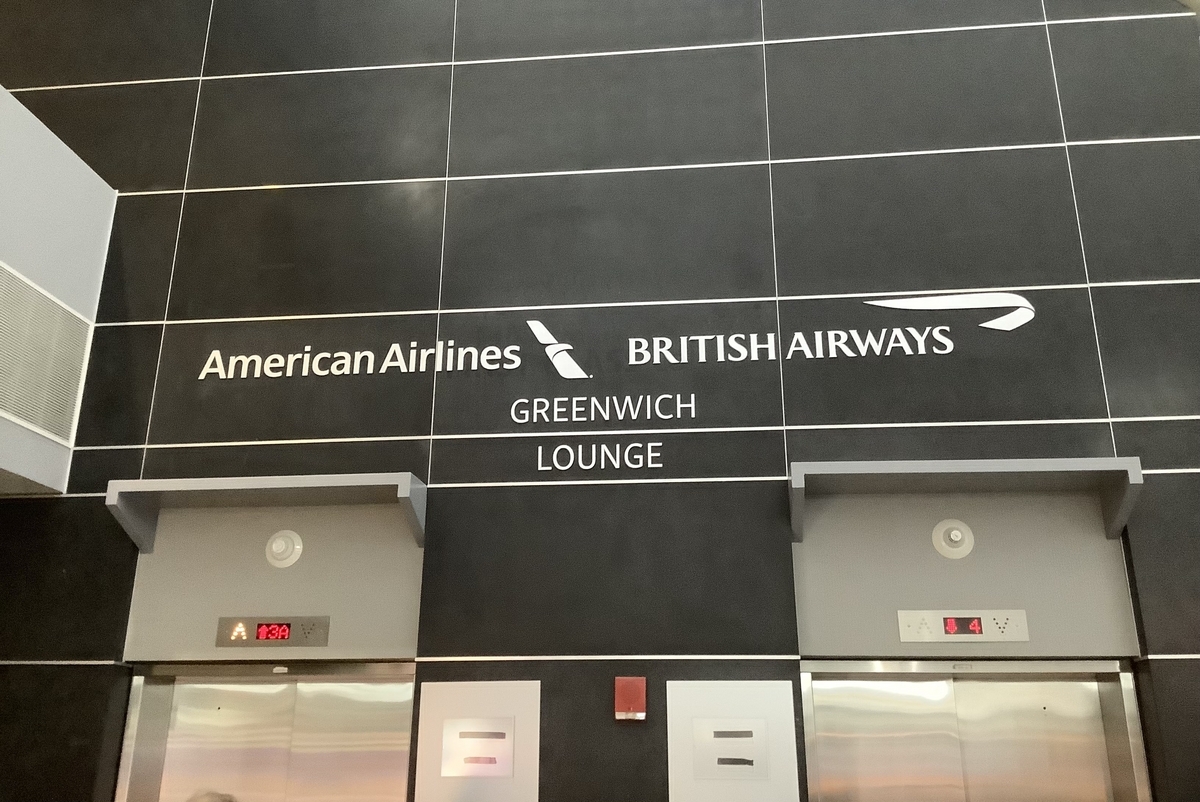 American Airlines BRITISH AIRWAYS
GREENWICH
LOUNGE
3A 4